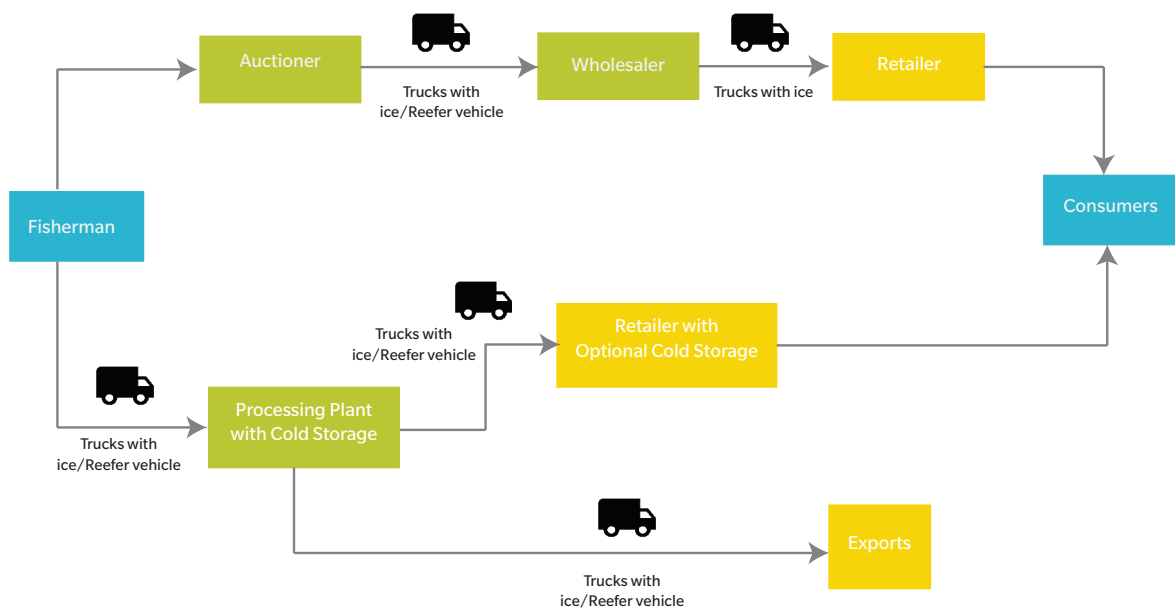 Auctioner
Wholesaler
Retailer
Trucks with
ice/Reefer vehicle
Trucks with ice
Fisherman
Consumers
Trucks with
ice/Reefer vehicle
Retailer with
Optional Cold Storage
Processing Plant
with Cold Storage
Trucks with
ice/Reefer vehicle
Exports
Trucks with
ice/Reefer vehicle